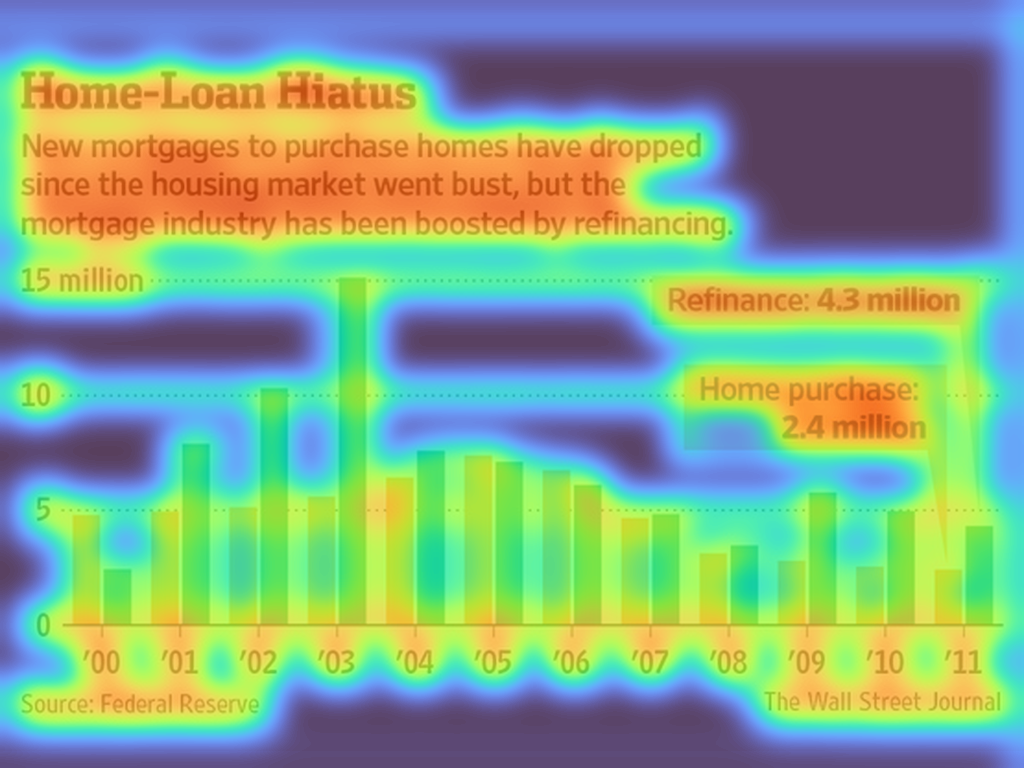 Home-Loan Hiatus
New mortgages to purchase homes have dropped
since the housing market went bust, but the
mortgage industry has been boosted by refinancing.
15 million
Refinance: 4.3 million
10
Home purchase:
2.4 million
5
0
'00 '01 '02 '03 '04 '05 '06 '07 '08 '09 '10 '11
Source: Federal Reserve
The Wall Street Journal